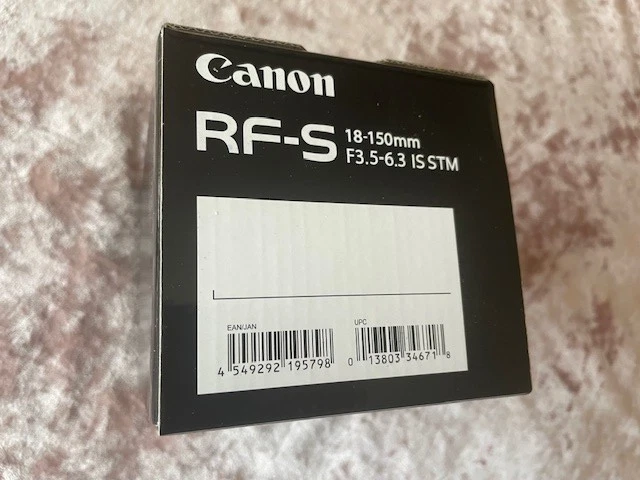 Canon
RF-S 18-150mm
F3.5-6.3 IS STM
EAN/JAN
UPC
4 549292 195798
0 13803 34671 8